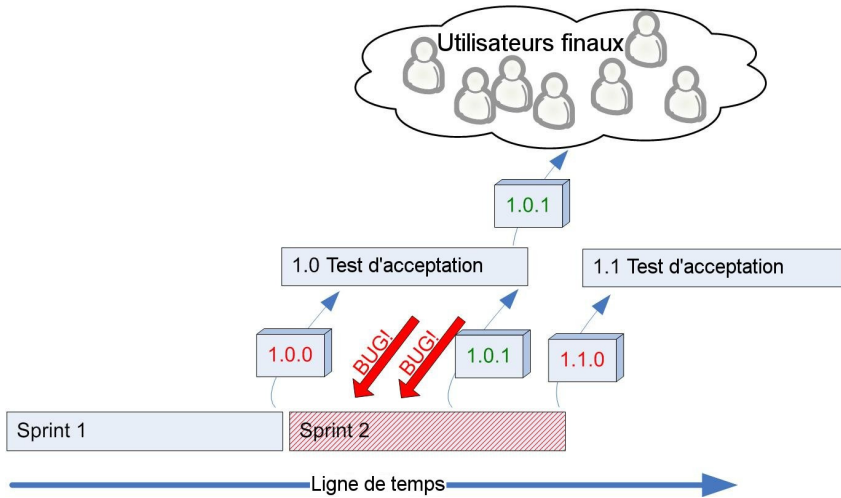 Utilisateurs finaux
1.0.1
1.0 Test d'acceptation
1.1 Test d'acceptation
1.0.0
BUG!
BUG!
1.0.1
1.1.0
Sprint 1
Sprint 2
Ligne de temps